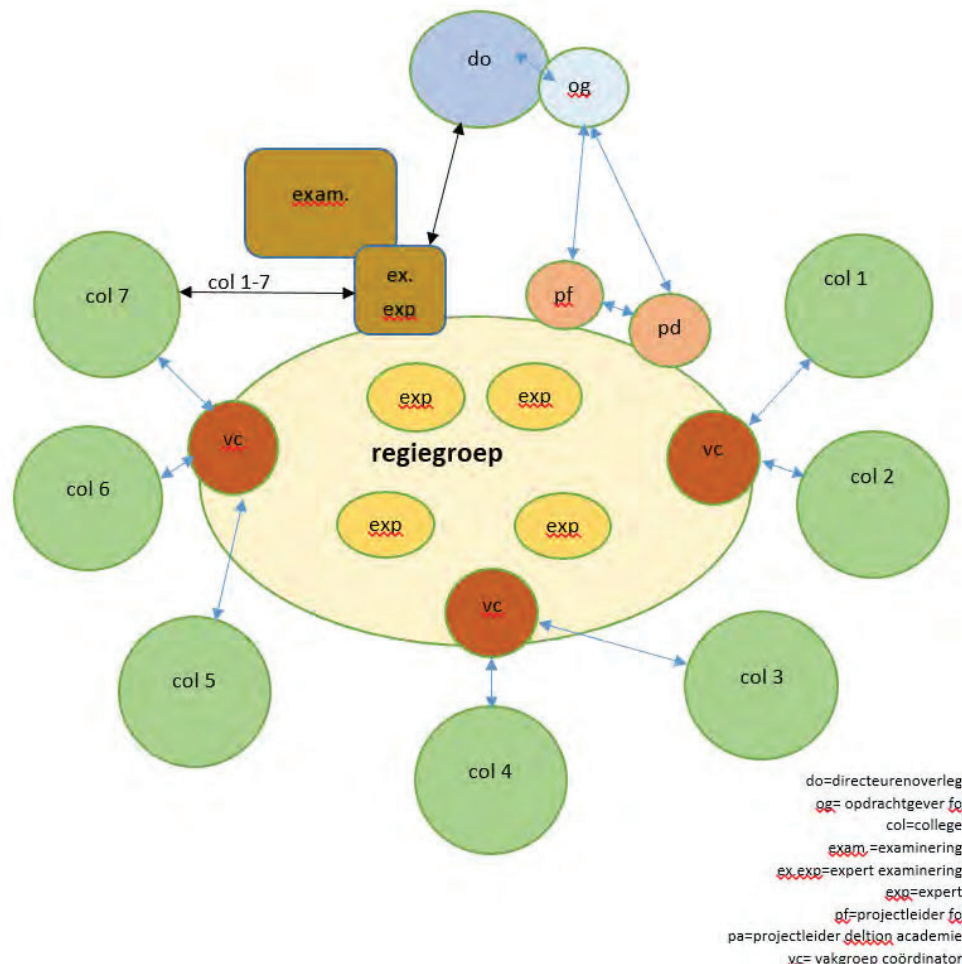 do
og
exam.
ex.
exp
col 7
col 1-7
pf
pd
col 1
exp
exp
vc
regiegroep
vc
col 6
col 2
exp
exp
vc
col 5
col 3
col 4
do=directeurenoverleg
og= opdrachtgever fo
col=college
exam.=examinering
ex.exp=expert examinering
exp=expert
pf=projectleider fo
pa=projectleider deltion academie
vc= vakgroep coördinator